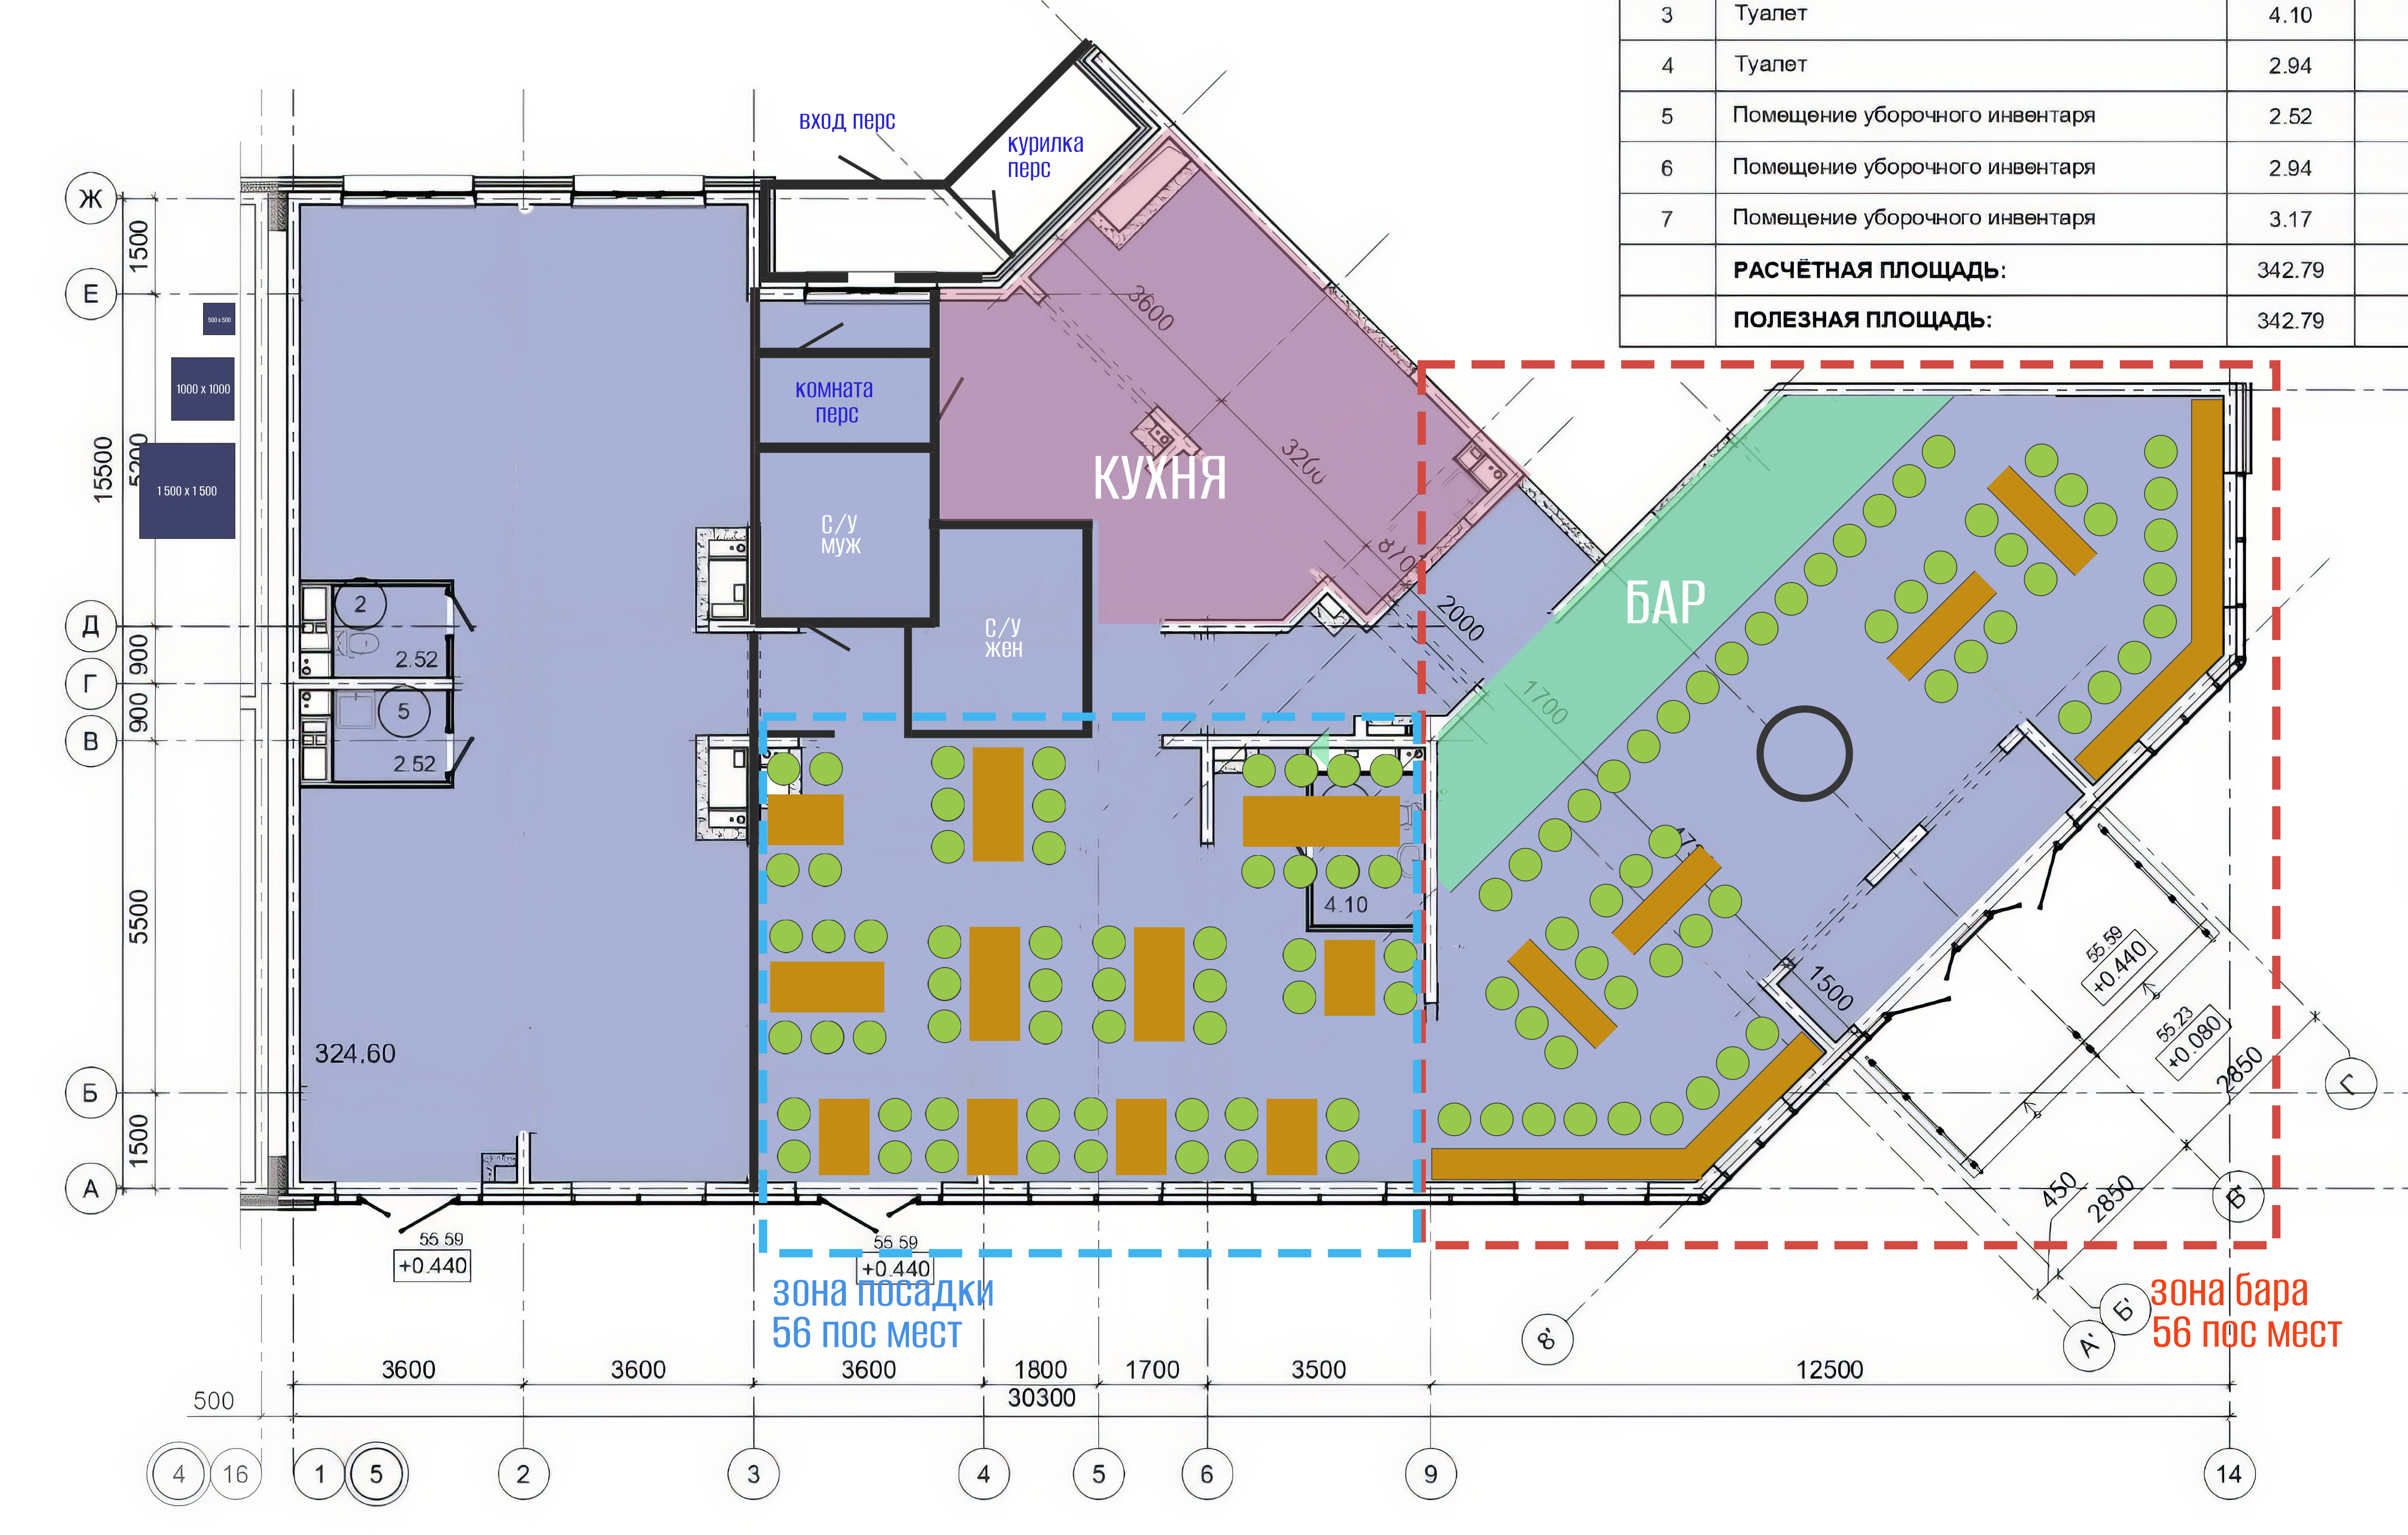 3 Туалет 4.10
4 Туалет 2.94
5 Помещение уборочного инвентаря 2.52
6 Помещение уборочного инвентаря 2.94
7 Помещение уборочного инвентаря 3.17
РАСЧЁТНАЯ ПЛОЩАДЬ: 342.79
ПОЛЕЗНАЯ ПЛОЩАДЬ: 342.79
вход перс
курилка
перс
Ж
1500
Е
500 x 500
1000 x 1000
1 500 x 1 500
15500
5200
комната
перс
КУХНЯ
3600
3200
8700
2000
1700
С/У
муж
С/У
жен
БАР
Д
900
Г
900
В
2
2.52
5
2.52
4.10
5500
324.60
Б
1500
А
1500
55.59
+0.440
55.23
+0.080
2850
Г
450
2850
В'
Б'
А'
8'
55 59
+0.440
55 59
+0.440
зона посадки
56 пос мест
зона бара
56 пос мест
3600 3600 3600 1800 1700 3500 12500
500 30300
4 16 1 5 2 3 4 5 6 9 14